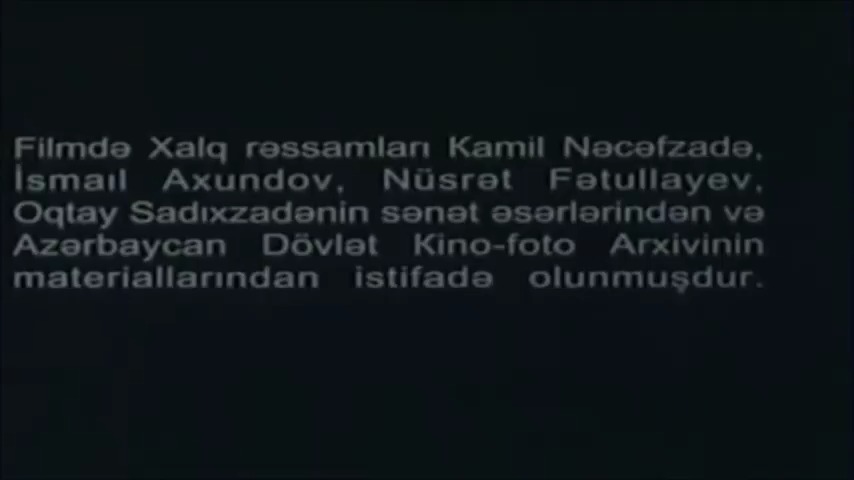 Filmdə Xalq rəssamları Kamil Nəcəfzadə,
İsmaıl Axundov, Nüsrət Fətullayev,
Oqtay Sadıxzadənin sənət əsərlərindən və
Azərbaycan Dövlət Kino-foto Arxivinin
materiallarından istifadə olunmuşdur.